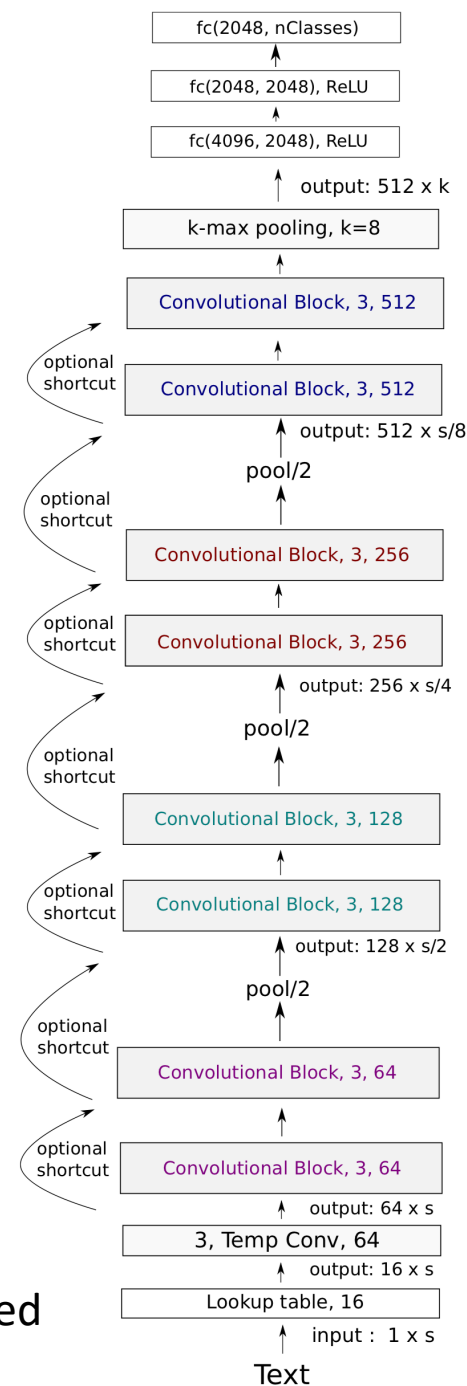 fc(2048, nClasses)
fc(2048, 2048), ReLU
fc(4096, 2048), ReLU
output: 512 x k
k-max pooling, k=8
Convolutional Block, 3, 512
optional
shortcut
Convolutional Block, 3, 512
output: 512 x s/8
pool/2
optional
shortcut
Convolutional Block, 3, 256
optional
shortcut
Convolutional Block, 3, 256
output: 256 x s/4
pool/2
optional
shortcut
Convolutional Block, 3, 128
optional
shortcut
Convolutional Block, 3, 128
output: 128 x s/2
pool/2
optional
shortcut
Convolutional Block, 3, 64
optional
shortcut
Convolutional Block, 3, 64
output: 64 x s
3, Temp Conv, 64
output: 16 x s
Lookup table, 16
ed
input : 1 x s
Text